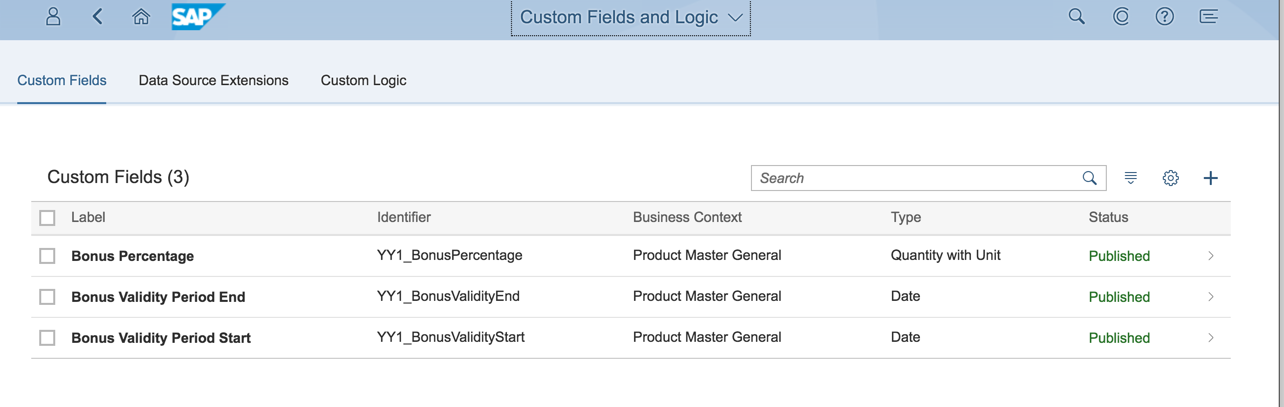 SAP Custom Fields and Logic
Custom Fields Data Source Extensions Custom Logic
Custom Fields (3) Search
Label Identifier Business Context Type Status
Bonus Percentage YY1_BonusPercentage Product Master General Quantity with Unit Published
Bonus Validity Period End YY1_BonusValidityEnd Product Master General Date Published
Bonus Validity Period Start YY1_BonusValidityStart Product Master General Date Published